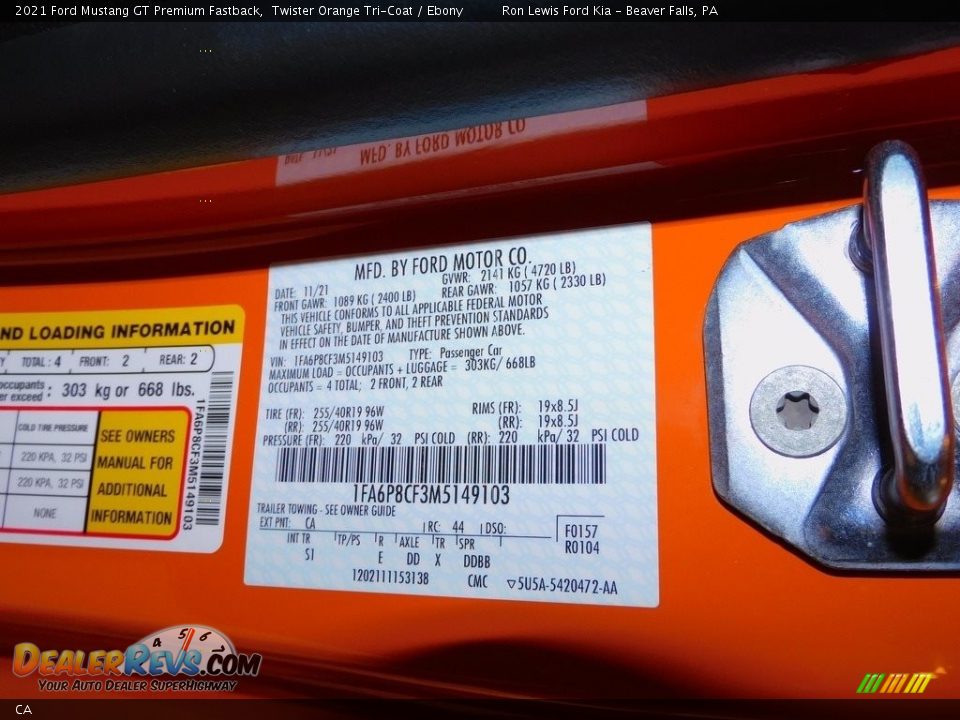 2021 Ford Mustang GT Premium Fastback, Twister Orange Tri-Coat / Ebony Ron Lewis Ford Kia - Beaver Falls, PA
MFD. BY FORD MOTOR CO.
MFD. BY FORD MOTOR CO.
DATE: 11/21 GVWR: 2141 KG ( 4720 LB)
FRONT GAWR: 1089 KG ( 2400 LB) REAR GAWR: 1057 KG ( 2330 LB)
THIS VEHICLE CONFORMS TO ALL APPLICABLE FEDERAL MOTOR
VEHICLE SAFETY, BUMPER, AND THEFT PREVENTION STANDARDS
IN EFFECT ON THE DATE OF MANUFACTURE SHOWN ABOVE.
VIN: 1FA6P8CF3M5149103 TYPE: Passenger Car
MAXIMUM LOAD = OCCUPANTS + LUGGAGE = 303KG/ 668LB
OCCUPANTS = 4 TOTAL; 2 FRONT, 2 REAR
TIRE (FR): 255/40R19 96W RIMS (FR): 19x8.5J
(RR): 255/40R19 96W (RR): 19x8.5J
PRESSURE (FR): 220 kPa/ 32 PSI COLD (RR): 220 kPa/ 32 PSI COLD
1FA6P8CF3M5149103
TRAILER TOWING - SEE OWNER GUIDE
EXT PNT: CA RC: 44 DSO: F0157
INT TR TP/PS R AXLE TR SPR R0104
SI E DD X DDBB
1202111153138 CMC ▽5U5A-5420472-AA
ND LOADING INFORMATION
TOTAL: 4 FRONT: 2 REAR: 2
occupants
er exceed : 303 kg or 668 lbs.
COLD TIRE PRESSURE
220 KPA, 32 PSI
220 KPA, 32 PSI
NONE
SEE OWNERS
MANUAL FOR
ADDITIONAL
INFORMATION
1FA6P8CF3M5149103
4 5 6
DEALERREVS.COM
YOUR AUTO DEALER SUPERHIGHWAY
CA